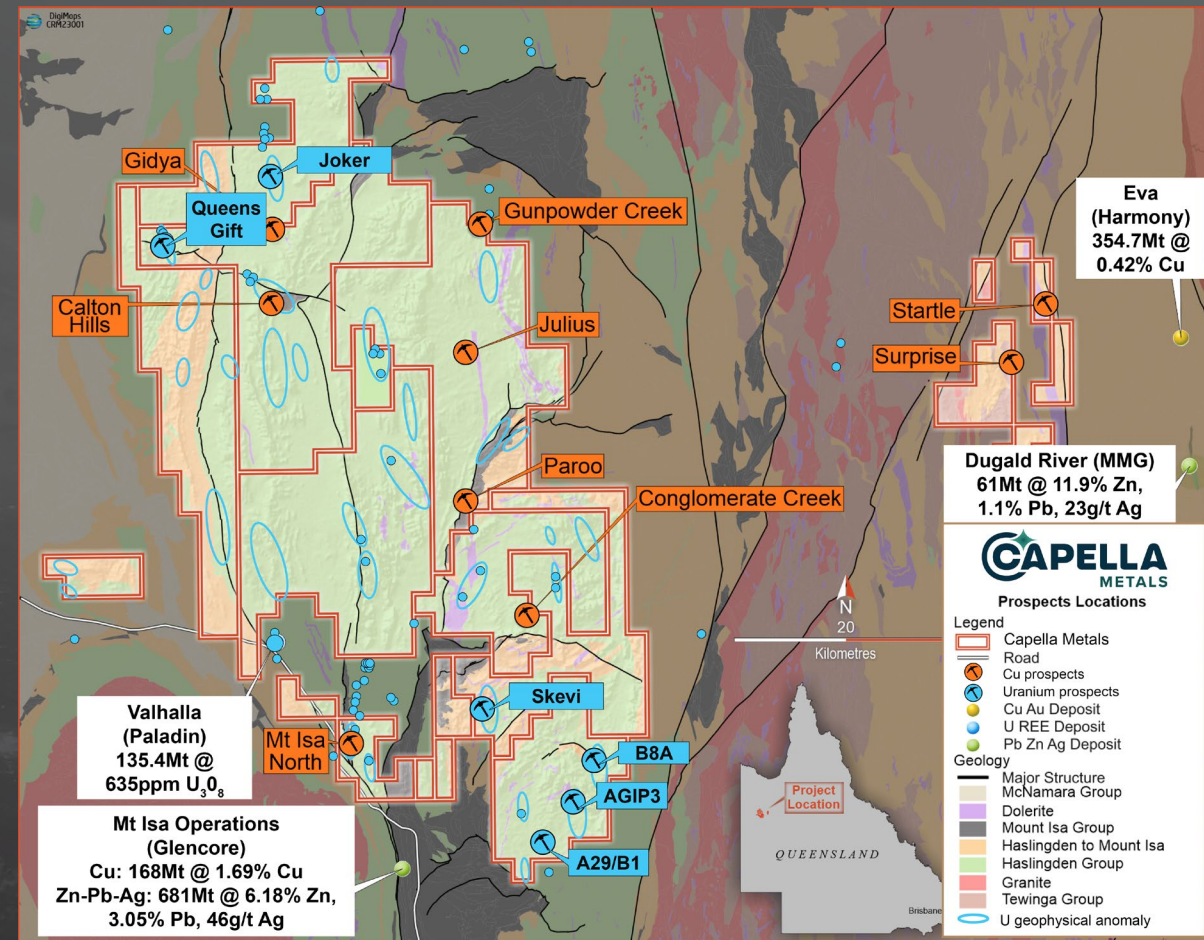 DigiMaps
CRM23001
Gidya
Joker
Queens
Gift
Gunpowder Creek
Calton
Hills
Julius
Paroo
Conglomerate Creek
Startle
Surprise
Eva
(Harmony)
354.7Mt @
0.42% Cu
Dugald River (MMG)
61Mt @ 11.9% Zn,
1.1% Pb, 23g/t Ag
Skevi
Mt Isa
North
B8A
AGIP3
A29/B1
Valhalla
(Paladin)
135.4Mt @
635ppm U₃0₈
Mt Isa Operations
(Glencore)
Cu: 168Mt @ 1.69% Cu
Zn-Pb-Ag: 681Mt @ 6.18% Zn,
3.05% Pb, 46g/t Ag
N
20
Kilometres
Project
Location
QUEENSLAND
Brisbane
CAPELLA
METALS
Prospects Locations
Legend
Capella Metals
Road
Cu prospects
Uranium prospects
Cu Au Deposit
U REE Deposit
Pb Zn Ag Deposit
Geology
Major Structure
McNamara Group
Dolerite
Mount Isa Group
Haslingden to Mount Isa
Haslingden Group
Granite
Tewinga Group
U geophysical anomaly